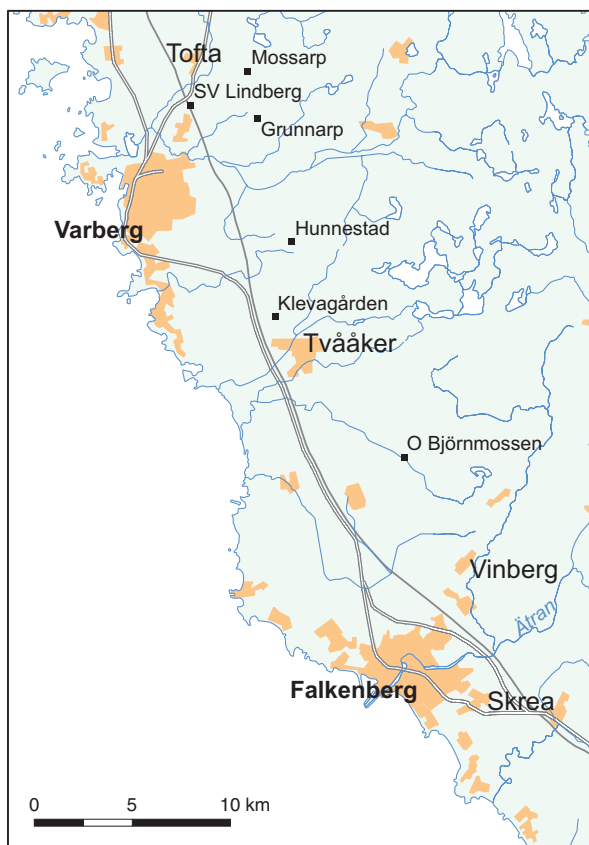 Tofta
Mossarp
SV Lindberg
Grunnarp
Varberg
Hunnestad
Klevagården
Tvååker
O Björnmossen
Vinberg
Ätran
Falkenberg
Skrea
0 5 10 km